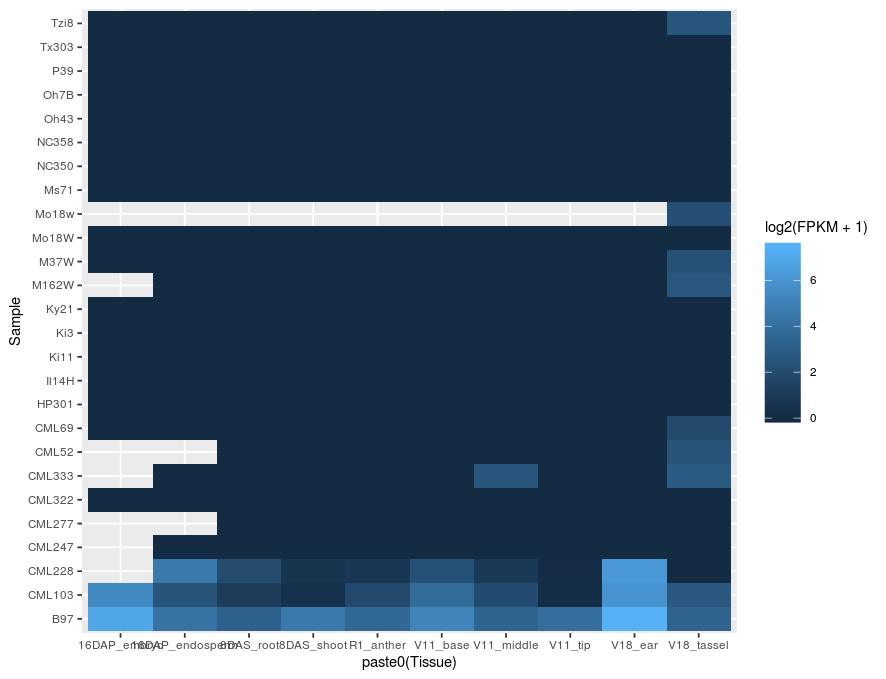 Tzi8
Tx303
P39
Oh7B
Oh43
NC358
NC350
Ms71
Mo18w
Mo18W
M37W
M162W
Ky21
Ki3
Ki11
Il14H
HP301
CML69
CML52
CML333
CML322
CML277
CML247
CML228
CML103
B97
Sample
16DAP_embryo 16DAP_endosperm 8DAS_root 8DAS_shoot R1_anther V11_base V11_middle V11_tip V18_ear V18_tassel
paste0(Tissue)
log2(FPKM + 1)
6
4
2
0